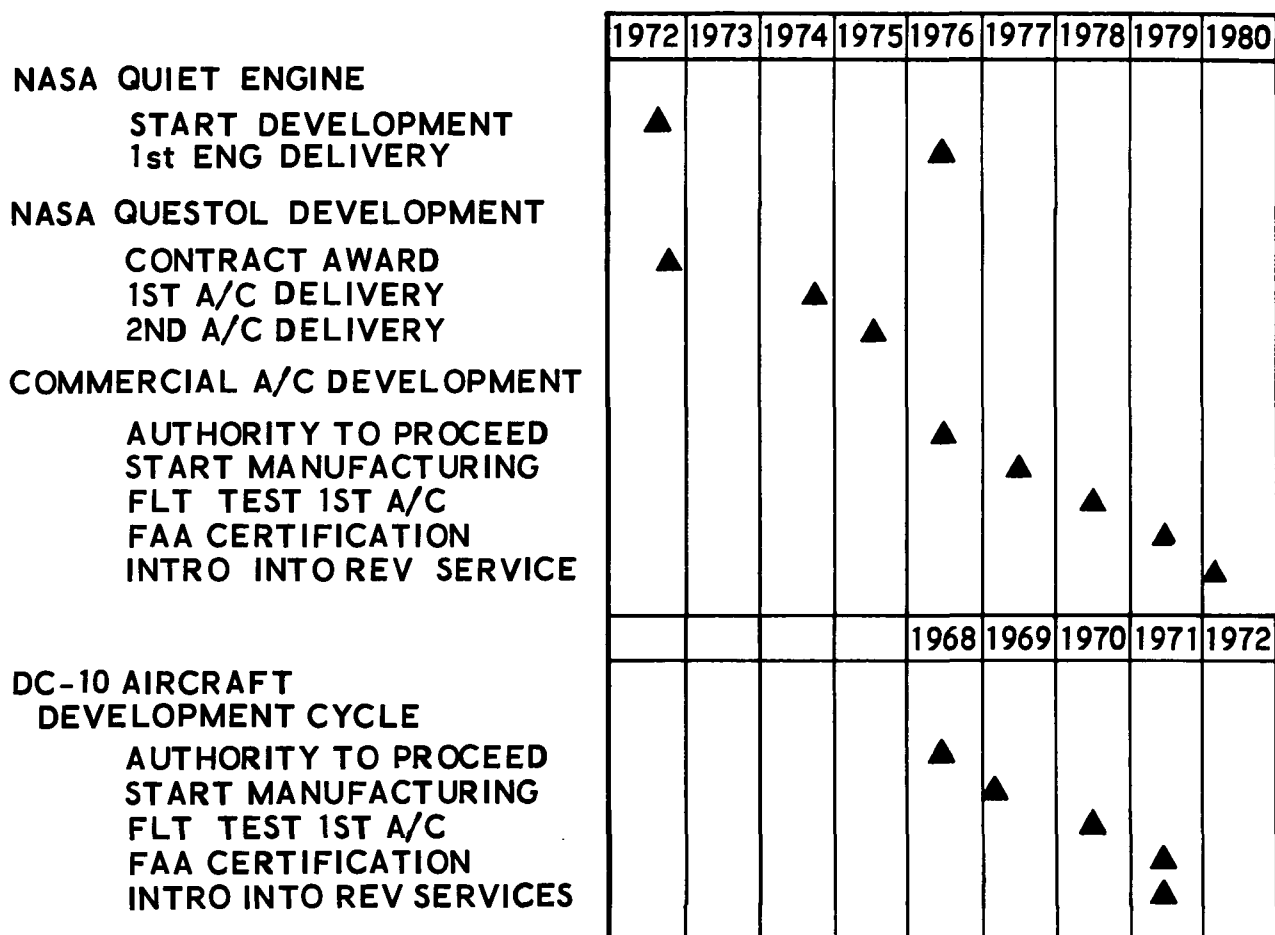 1972 1973 1974 1975 1976 1977 1978 1979 1980
NASA QUIET ENGINE
START DEVELOPMENT
1st ENG DELIVERY
NASA QUESTOL DEVELOPMENT
CONTRACT AWARD
1ST A/C DELIVERY
2ND A/C DELIVERY
COMMERCIAL A/C DEVELOPMENT
AUTHORITY TO PROCEED
START MANUFACTURING
FLT TEST 1ST A/C
FAA CERTIFICATION
INTRO INTO REV SERVICE
1968 1969 1970 1971 1972
DC-10 AIRCRAFT
DEVELOPMENT CYCLE
AUTHORITY TO PROCEED
START MANUFACTURING
FLT TEST 1ST A/C
FAA CERTIFICATION
INTRO INTO REV SERVICES